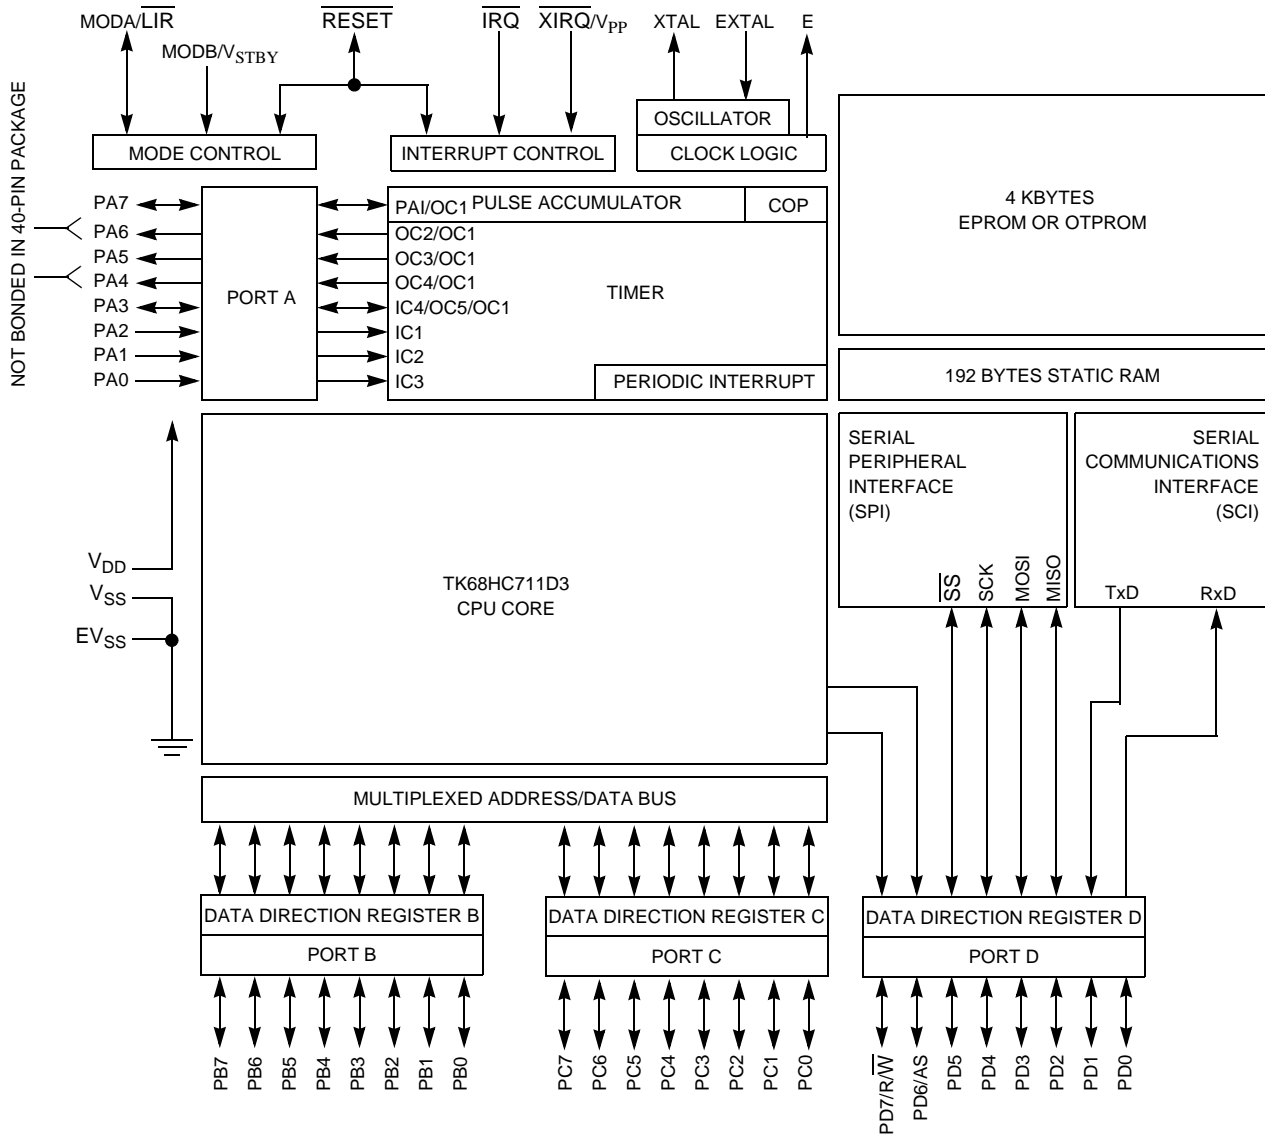 MODA/LIR
RESET
IRQ
XIRQ/VPP
XTAL
EXTAL
E
MODB/VSTBY
OSCILLATOR
MODE CONTROL
INTERRUPT CONTROL
CLOCK LOGIC
NOT BONDED IN 40-PIN PACKAGE
PA7
PA6
PA5
PA4
PA3
PA2
PA1
PA0
PORT A
PAI/OC1
PULSE ACCUMULATOR
COP
OC2/OC1
OC3/OC1
OC4/OC1
IC4/OC5/OC1
IC1
IC2
IC3
TIMER
PERIODIC INTERRUPT
4 KBYTES
EPROM OR OTPROM
192 BYTES STATIC RAM
SERIAL
PERIPHERAL
INTERFACE
(SPI)
SS
SCK
MOSI
MISO
SERIAL
COMMUNICATIONS
INTERFACE
(SCI)
TxD
RxD
VDD
VSS
EVSS
TK68HC711D3
CPU CORE
MULTIPLEXED ADDRESS/DATA BUS
DATA DIRECTION REGISTER B
PORT B
DATA DIRECTION REGISTER C
PORT C
DATA DIRECTION REGISTER D
PORT D
PB7
PB6
PB5
PB4
PB3
PB2
PB1
PB0
PC7
PC6
PC5
PC4
PC3
PC2
PC1
PC0
PD7/R/W
PD6/AS
PD5
PD4
PD3
PD2
PD1
PD0